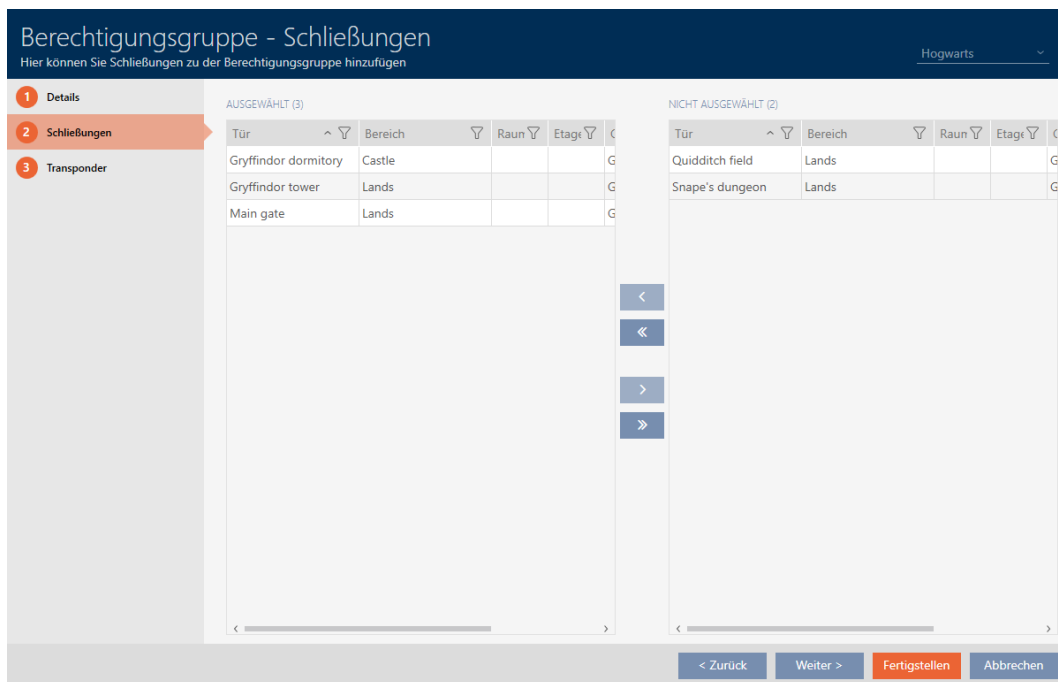 Berechtigungsgruppe - Schließungen
Hier können Sie Schließungen zu der Berechtigungsgruppe hinzufügen
Hogwarts
1 Details
2 Schließungen
3 Transponder
AUSGEWÄHLT (3)
Tür Bereich Raun Etage
Gryffindor dormitory Castle G
Gryffindor tower Lands G
Main gate Lands G
NICHT AUSGEWÄHLT (2)
Tür Bereich Raun Etage
Quidditch field Lands G
Snape's dungeon Lands G
< Zurück Weiter > Fertigstellen Abbrechen